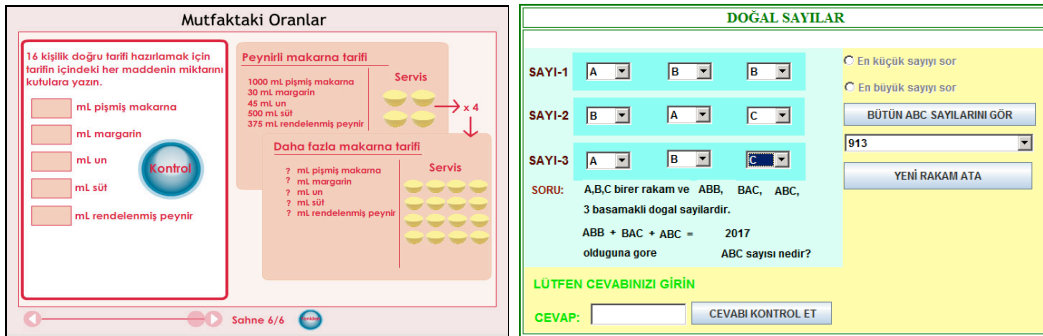 Mutfaktaki Oranlar
16 kişilik doğru tarifi hazırlamak için
tarifin içindeki her maddenin miktarını
kutulara yazın.
mL pişmiş makarna
mL margarin
mL un
mL süt
mL rendelenmiş peynir
Kontrol
Peynirli makarna tarifi
1000 mL pişmiş makarna
30 mL margarin
45 mL un
500 mL süt
375 mL rendelenmiş peynir
Servis
x 4
Daha fazla makarna tarifi
? mL pişmiş makarna
? mL margarin
? mL un
? mL süt
? mL rendelenmiş peynir
Servis
Sahne 6/6
DOĞAL SAYILAR
SAYI-1 A B B
SAYI-2 B A C
SAYI-3 A B C
SORU: A,B,C birer rakam ve ABB, BAC, ABC,
3 basamakli dogal sayilardir.
ABB + BAC + ABC = 2017
olduguna gore ABC sayısı nedir?
En küçük sayıyı sor
En büyük sayıyı sor
BÜTÜN ABC SAYILARINI GÖR
913
YENİ RAKAM ATA
LÜTFEN CEVABINIZI GİRİN
CEVAP:
CEVABI KONTROL ET